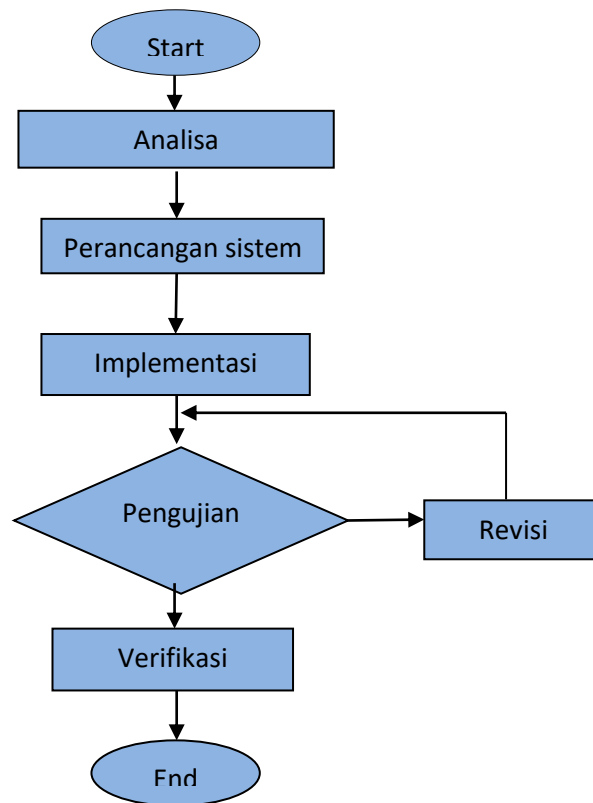 Start
Analisa
Perancangan sistem
Implementasi
Pengujian
Revisi
Verifikasi
End